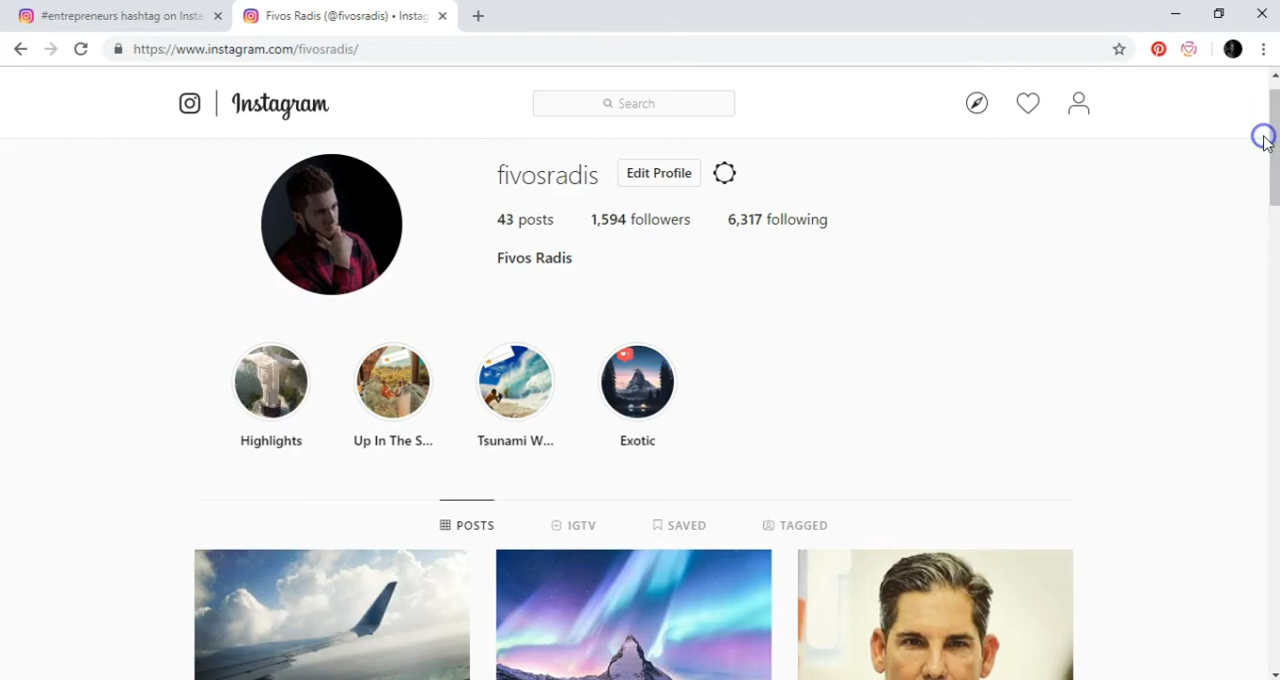 #entrepreneurs hashtag on Insta
Fivos Radis (@fivosradis) • Instag
https://www.instagram.com/fivosradis/
Instagram
Search
fivosradis
Edit Profile
43 posts 1,594 followers 6,317 following
Fivos Radis
Highlights Up In The S... Tsunami W... Exotic
POSTS IGTV SAVED TAGGED